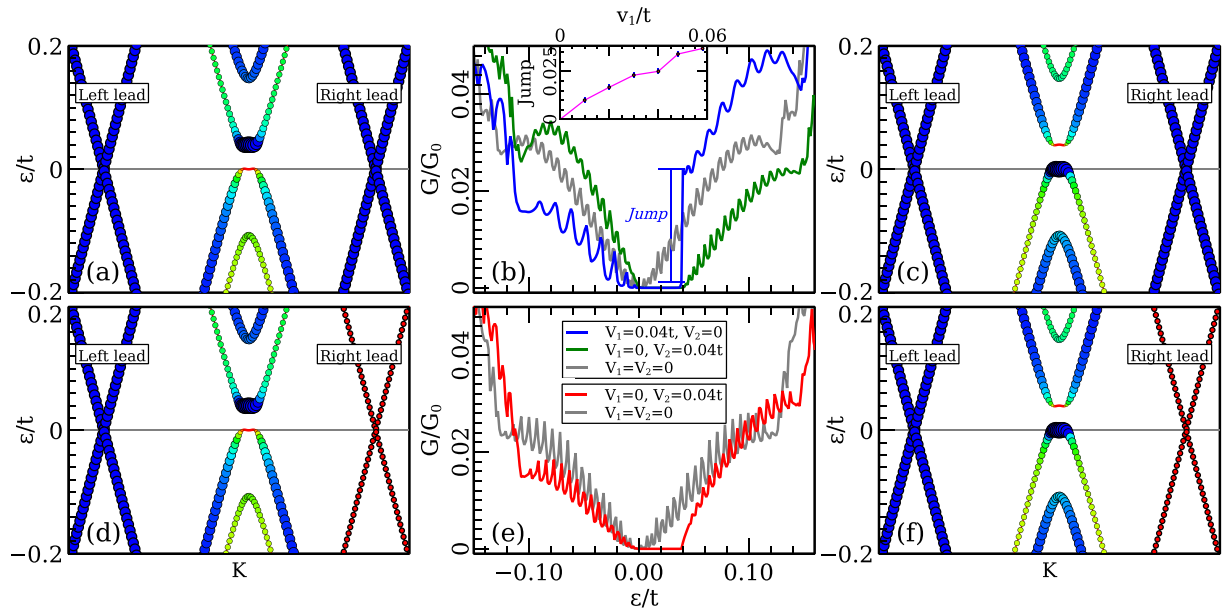 v₁/t
0 0.06
0.025
0
Jump
0.2
0
−0.2
ε/t
Left lead
Right lead
(a)
0.04
0.02
0
G/G₀
Jump
(b)
0.2
0
−0.2
ε/t
Left lead
Right lead
(c)
0.2
0
−0.2
ε/t
Left lead
Right lead
(d)
K
0.04
0.02
0
G/G₀
V₁=0.04t, V₂=0
V₁=0, V₂=0.04t
V₁=V₂=0
V₁=0, V₂=0.04t
V₁=V₂=0
(e)
−0.10 0.00 0.10
ε/t
0.2
0
−0.2
ε/t
Left lead
Right lead
(f)
K